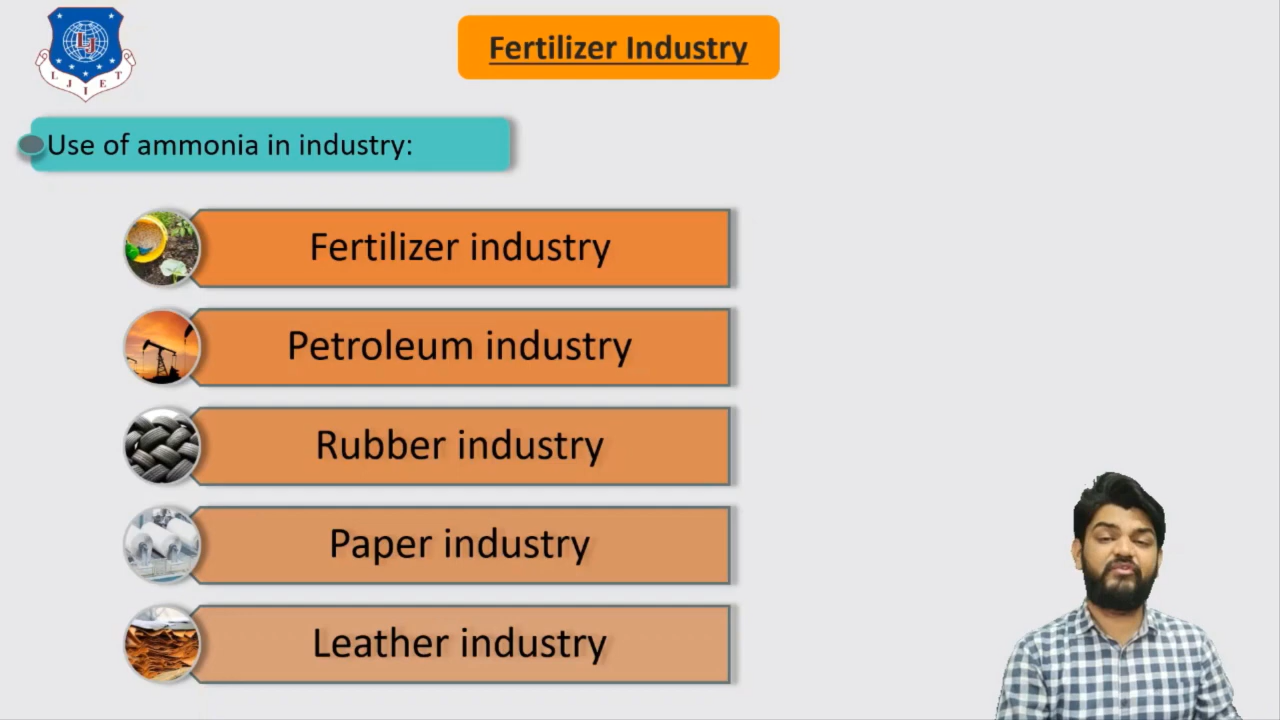 L J I E T
Fertilizer Industry
Use of ammonia in industry:
Fertilizer industry
Petroleum industry
Rubber industry
Paper industry
Leather industry